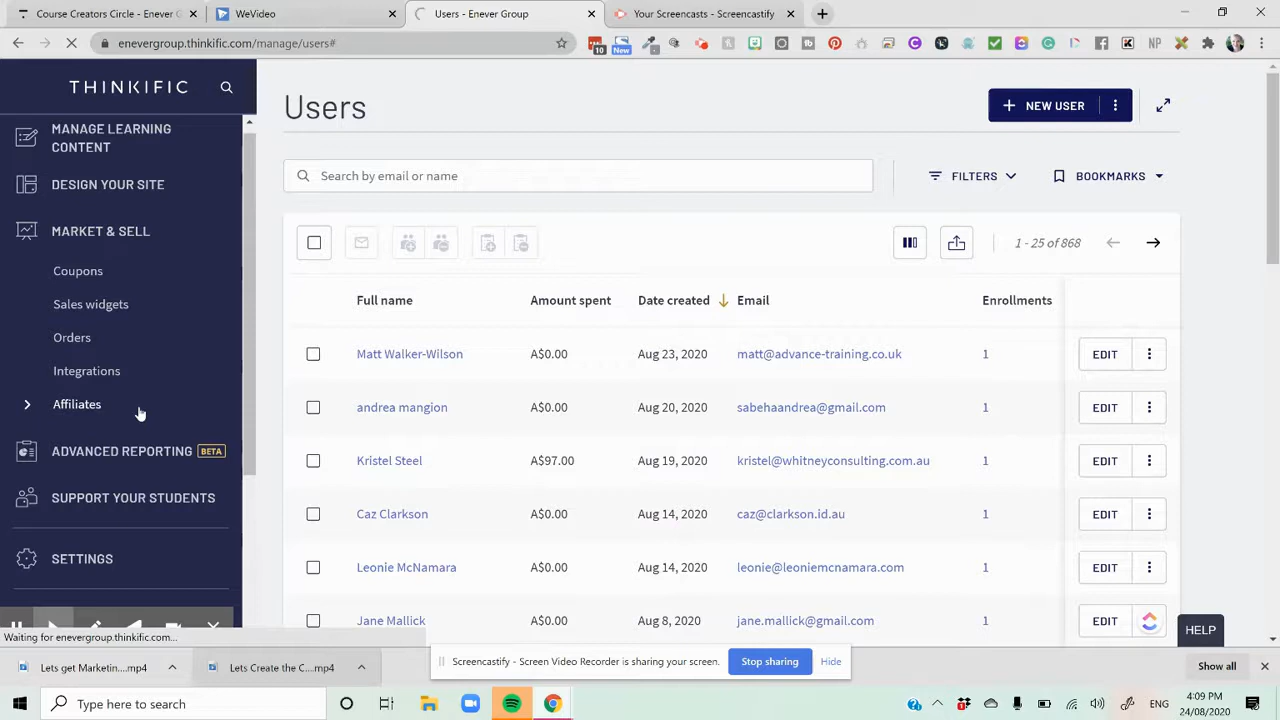 Course Creators - Enever G
WeVideo
Users - Enever Group
Your Screencasts - Screencastify
enevergroup.thinkific.com/manage/users#
10
New
NP
THINKIFIC
MANAGE LEARNING CONTENT
DESIGN YOUR SITE
MARKET & SELL
Coupons
Sales widgets
Orders
Integrations
Affiliates
ADVANCED REPORTING BETA
SUPPORT YOUR STUDENTS
SETTINGS
Users
NEW USER
Search by email or name
FILTERS
BOOKMARKS
1 - 25 of 868
Full name Amount spent Date created Email Enrollments
Matt Walker-Wilson A$0.00 Aug 23, 2020 matt@advance-training.co.uk 1 EDIT
andrea mangion A$0.00 Aug 20, 2020 sabehaandrea@gmail.com 1 EDIT
Kristel Steel A$97.00 Aug 19, 2020 kristel@whitneyconsulting.com.au 1 EDIT
Caz Clarkson A$0.00 Aug 14, 2020 caz@clarkson.id.au 1 EDIT
Leonie McNamara A$0.00 Aug 14, 2020 leonie@leoniemcnamara.com 1 EDIT
Jane Mallick A$0.00 Aug 8, 2020 jane.mallick@gmail.com 1 EDIT
HELP
Waiting for enevergroup.thinkific.com...
Lets get Marketin....mp4
Lets Create the C....mp4
Screencastify - Screen Video Recorder is sharing your screen. Stop sharing Hide
Show all
Type here to search
ENG
4:09 PM
24/08/2020